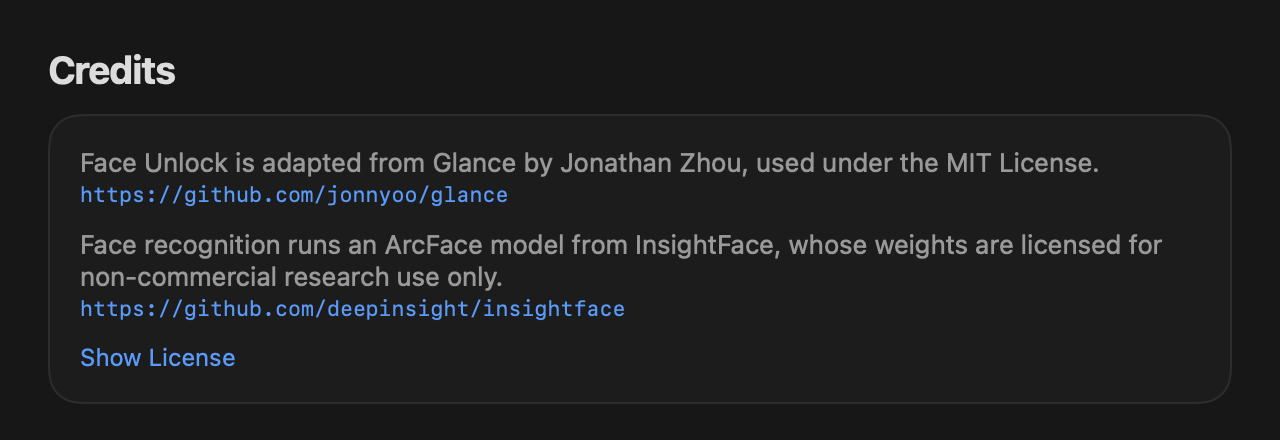 Credits
Face Unlock is adapted from Glance by Jonathan Zhou, used under the MIT License.
https://github.com/jonnyoo/glance
Face recognition runs an ArcFace model from InsightFace, whose weights are licensed for
non-commercial research use only.
https://github.com/deepinsight/insightface
Show License